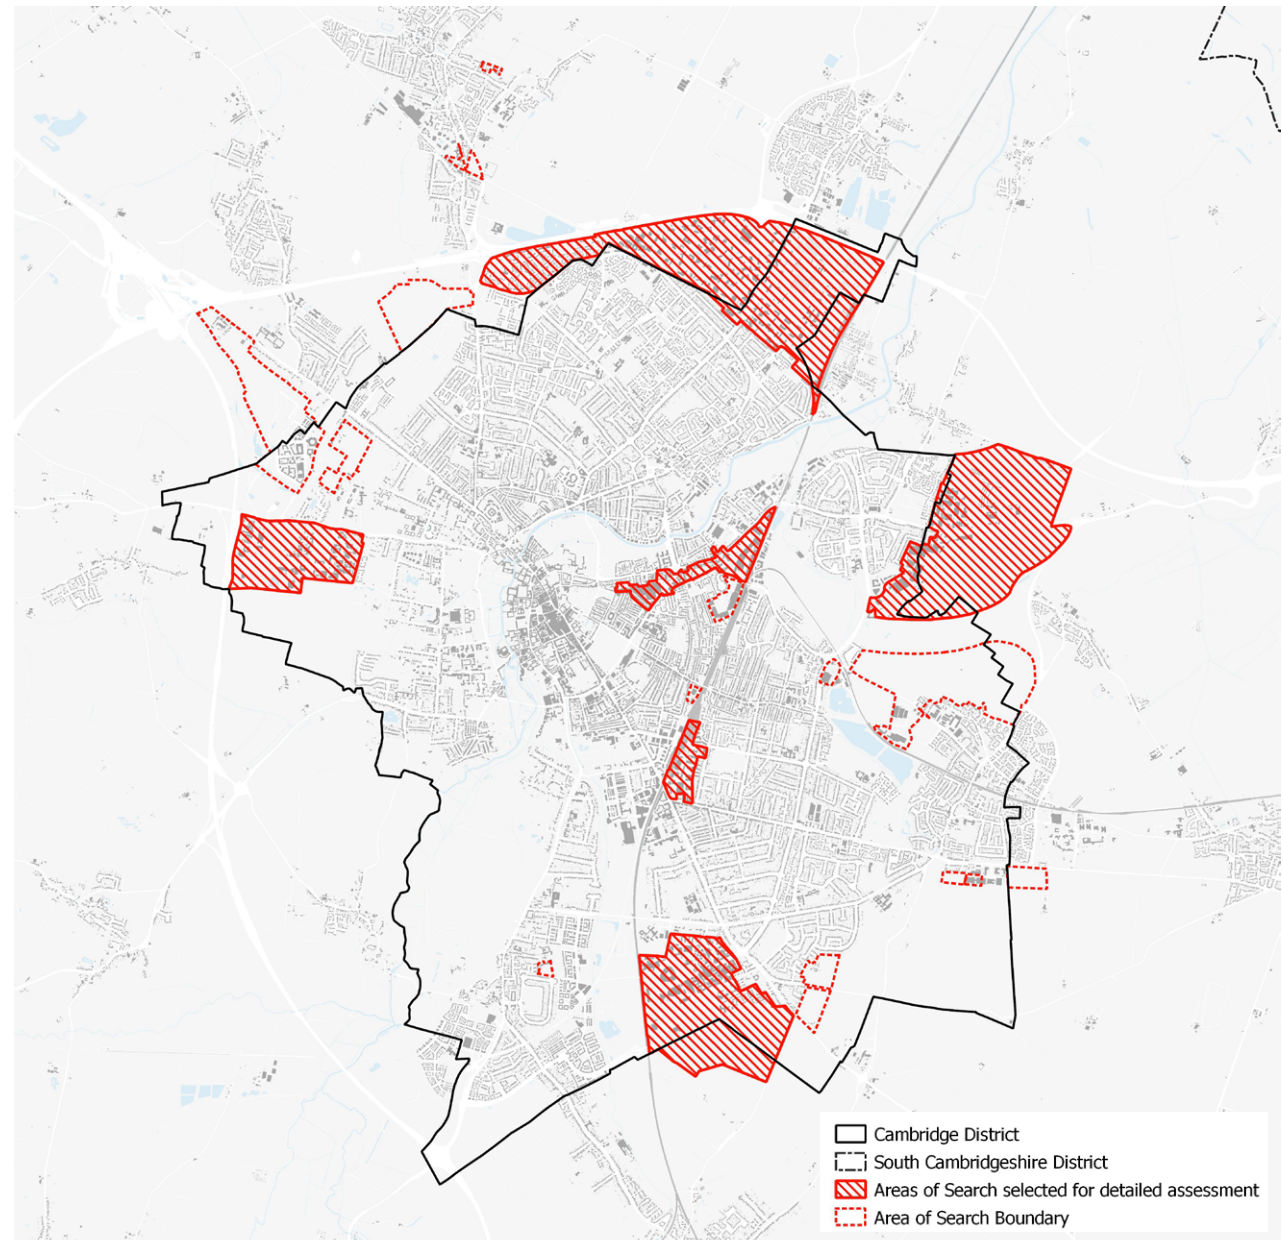 Cambridge District
South Cambridgeshire District
Areas of Search selected for detailed assessment
Area of Search Boundary